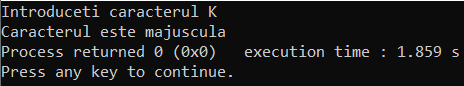 Introduceti caracterul K
Caracterul este majuscula
Process returned 0 (0x0)   execution time : 1.859 s
Press any key to continue.